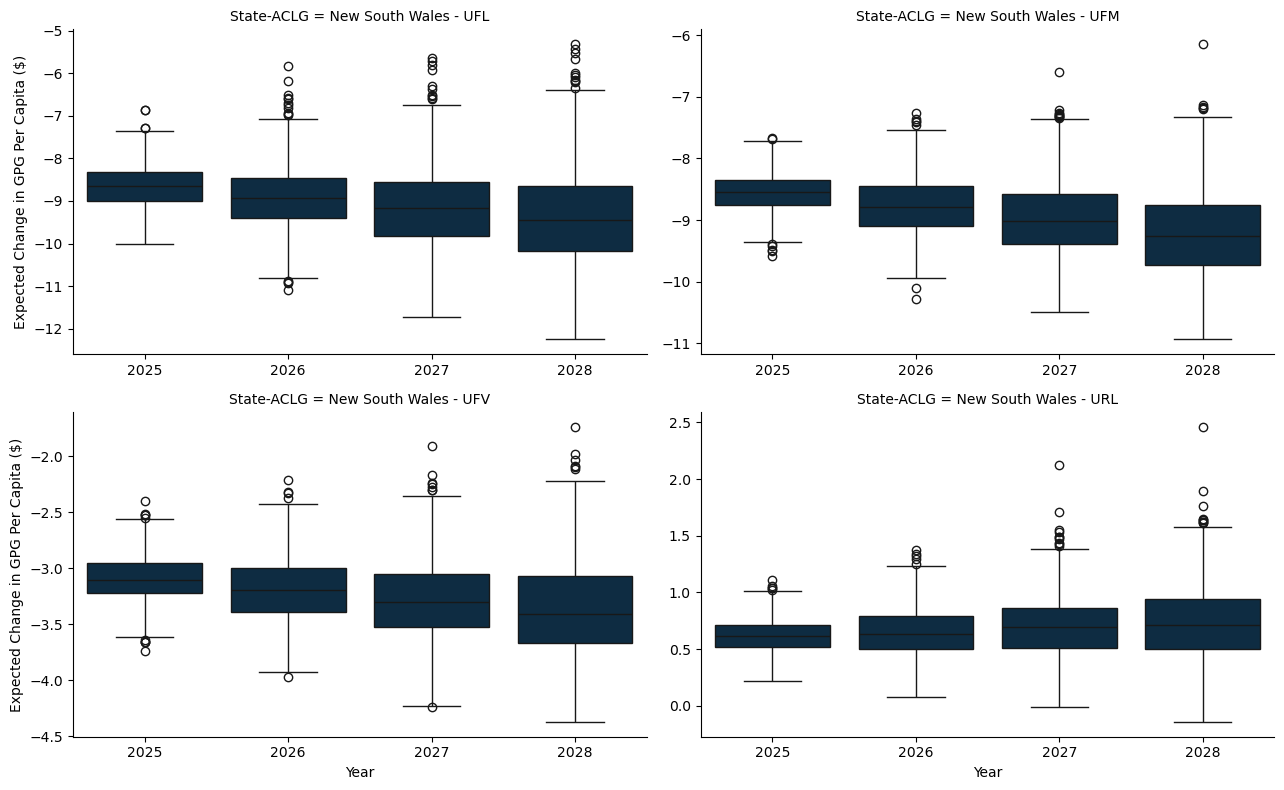 State-ACLG = New South Wales - UFL
Expected Change in GPG Per Capita ($)
−5
−6
−7
−8
−9
−10
−11
−12
2025 2026 2027 2028
State-ACLG = New South Wales - UFM
−6
−7
−8
−9
−10
−11
2025 2026 2027 2028
State-ACLG = New South Wales - UFV
Expected Change in GPG Per Capita ($)
−2.0
−2.5
−3.0
−3.5
−4.0
−4.5
2025 2026 2027 2028
Year
State-ACLG = New South Wales - URL
2.5
2.0
1.5
1.0
0.5
0.0
2025 2026 2027 2028
Year